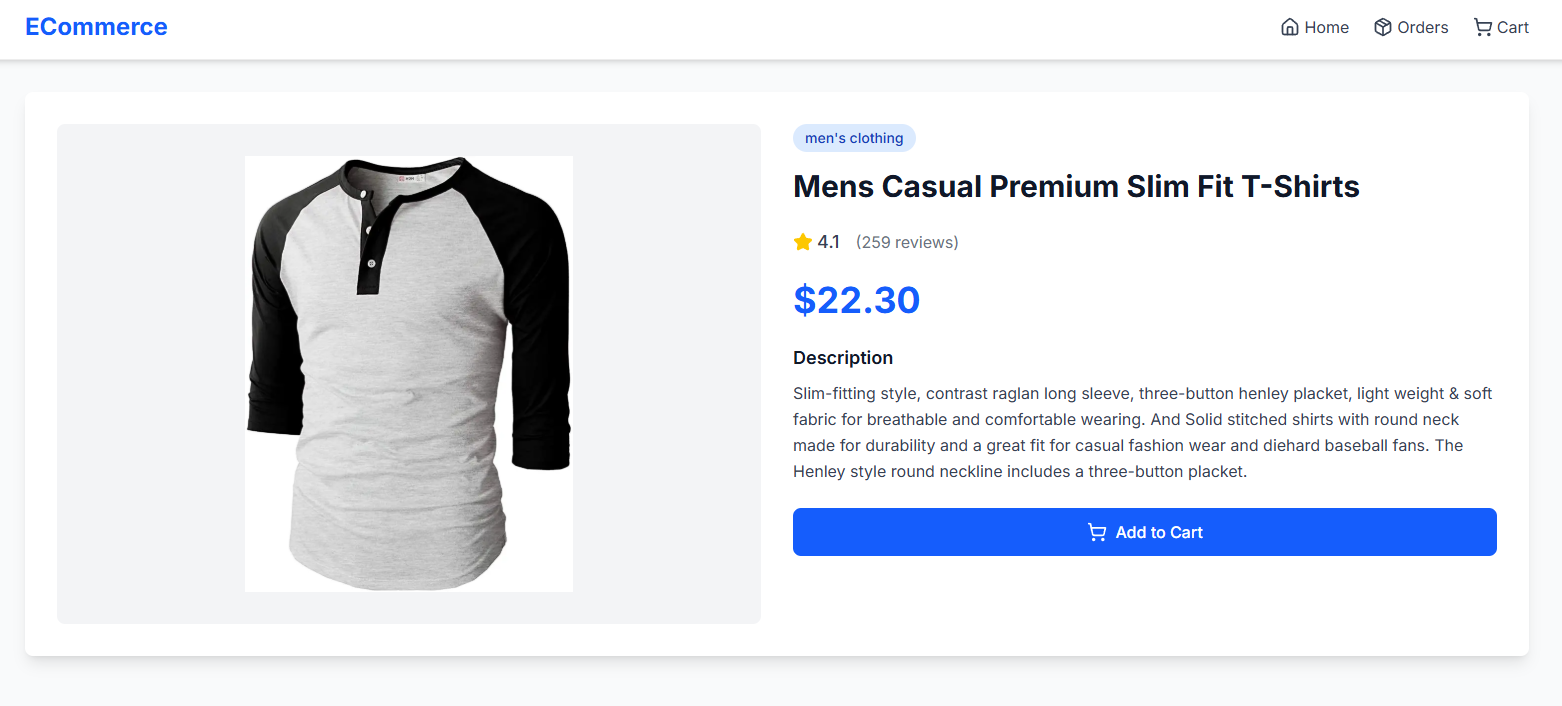 ECommerce
Home
Orders
Cart
men's clothing
Mens Casual Premium Slim Fit T-Shirts
4.1 (259 reviews)
$22.30
Description
Slim-fitting style, contrast raglan long sleeve, three-button henley placket, light weight & soft
fabric for breathable and comfortable wearing. And Solid stitched shirts with round neck
made for durability and a great fit for casual fashion wear and diehard baseball fans. The
Henley style round neckline includes a three-button placket.
Add to Cart